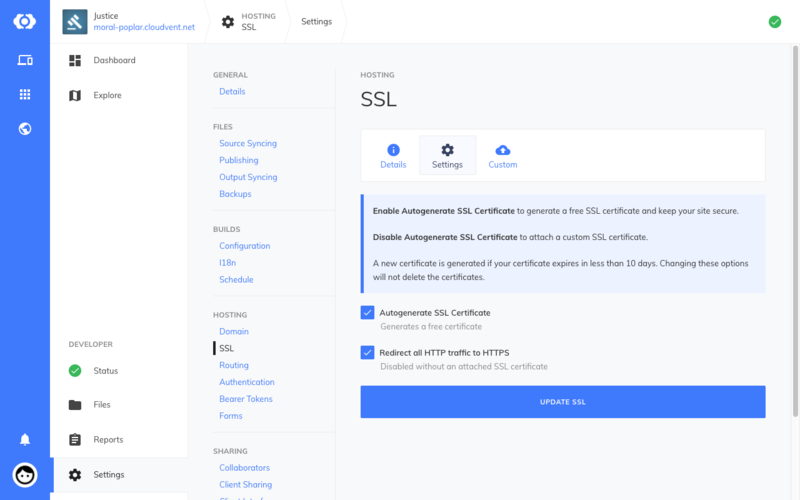 Justice
moral-poplar.cloudvent.net
HOSTING
SSL
Settings
Dashboard
Explore
DEVELOPER
Status
Files
Reports
Settings
GENERAL
Details
FILES
Source Syncing
Publishing
Output Syncing
Backups
BUILDS
Configuration
I18n
Schedule
HOSTING
Domain
SSL
Routing
Authentication
Bearer Tokens
Forms
SHARING
Collaborators
Client Sharing
HOSTING
SSL
Details
Settings
Custom
Enable Autogenerate SSL Certificate to generate a free SSL certificate and keep your site secure.
Disable Autogenerate SSL Certificate to attach a custom SSL certificate.
A new certificate is generated if your certificate expires in less than 10 days. Changing these options
will not delete the certificates.
Autogenerate SSL Certificate
Generates a free certificate
Redirect all HTTP traffic to HTTPS
Disabled without an attached SSL certificate
UPDATE SSL